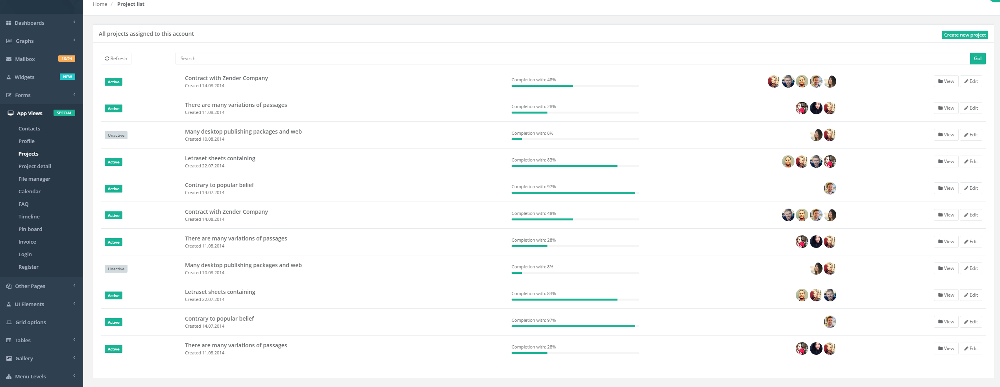 Home / Project list
Dashboards
Graphs
Mailbox 16/24
Widgets NEW
Forms
App Views SPECIAL
Contacts
Profile
Projects
Project detail
File manager
Calendar
FAQ
Timeline
Pin board
Invoice
Login
Register
Other Pages
UI Elements
Grid options
Tables
Gallery
Menu Levels
All projects assigned to this account
Create new project
Refresh
Search
Go!
Active
Contract with Zender Company
Created 14.08.2014
Completion with: 48%
View Edit
Active
There are many variations of passages
Created 11.08.2014
Completion with: 28%
View Edit
Unactive
Many desktop publishing packages and web
Created 10.08.2014
Completion with: 8%
View Edit
Active
Letraset sheets containing
Created 22.07.2014
Completion with: 83%
View Edit
Active
Contrary to popular belief
Created 14.07.2014
Completion with: 97%
View Edit
Active
Contract with Zender Company
Created 14.08.2014
Completion with: 48%
View Edit
Active
There are many variations of passages
Created 11.08.2014
Completion with: 28%
View Edit
Unactive
Many desktop publishing packages and web
Created 10.08.2014
Completion with: 8%
View Edit
Active
Letraset sheets containing
Created 22.07.2014
Completion with: 83%
View Edit
Active
Contrary to popular belief
Created 14.07.2014
Completion with: 97%
View Edit
Active
There are many variations of passages
Created 11.08.2014
Completion with: 28%
View Edit